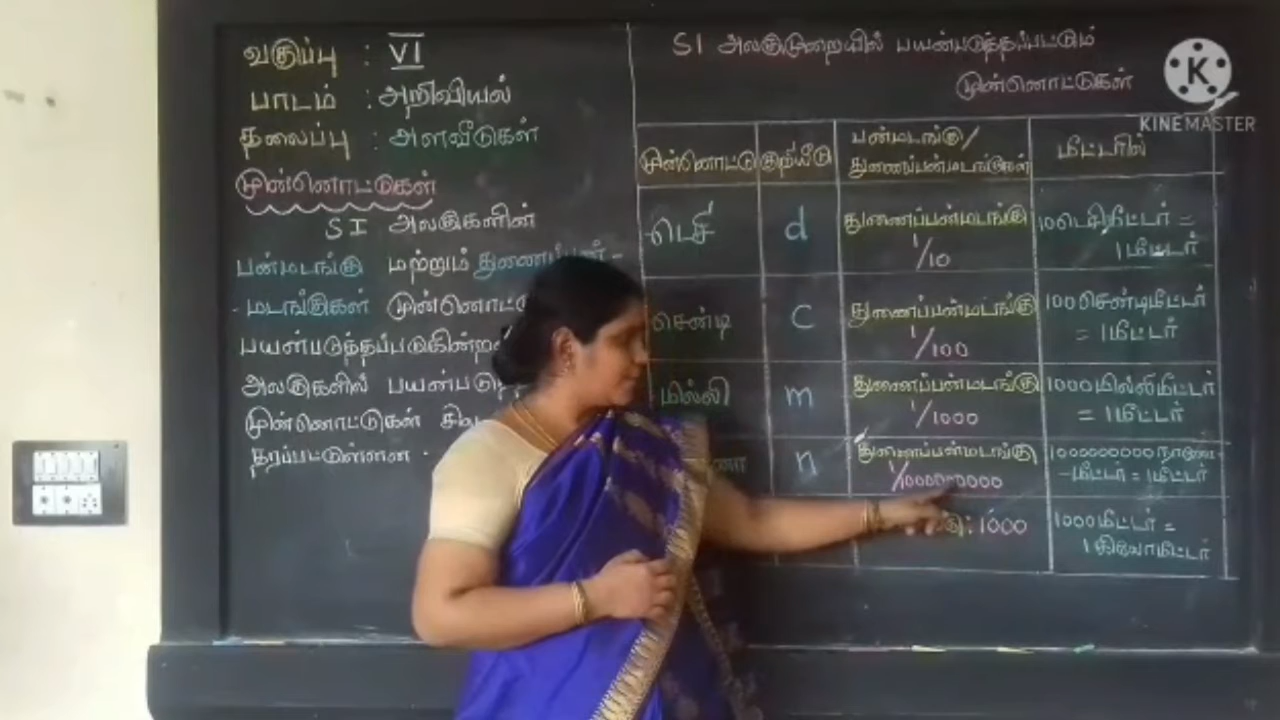 வகுப்பு : VI
பாடம் : அறிவியல்
தலைப்பு : அளவீடுகள்
முன்னொட்டுகள்
SI அலகுகளின்
பன்மடங்கு மற்றும் துணைப்பன் -
- மடங்குகள்
பயன்படுத்தப்படுகின்றன
அலகுகளில்
முன்னொட்டுகள்
தரப்பட்டுள்ளன .
SI அலகுமுறையில் பயன்படுத்தப்பட்டும்
முன்னொட்டுகள்
முன்னொட்டு குறியீடு பன்மடங்கு / துணைப்பன்மடங்குகள் மீட்டரில்
டெசி d துணைப்பன்மடங்கு 1/10 10 டெசிமீட்டர் = 1 மீட்டர்
சென்டி c துணைப்பன்மடங்கு 1/100 100 சென்டிமீட்டர் = 1 மீட்டர்
மில்லி m துணைப்பன்மடங்கு 1/1000 1000 மில்லிமீட்டர் = 1 மீட்டர்
n துணைப்பன்மடங்கு 1/1000000000 1000000000 நானோ - மீட்டர் = 1 மீட்டர்
: 1000 1000 மீட்டர் = 1 கிலோமீட்டர்
KINEMASTER